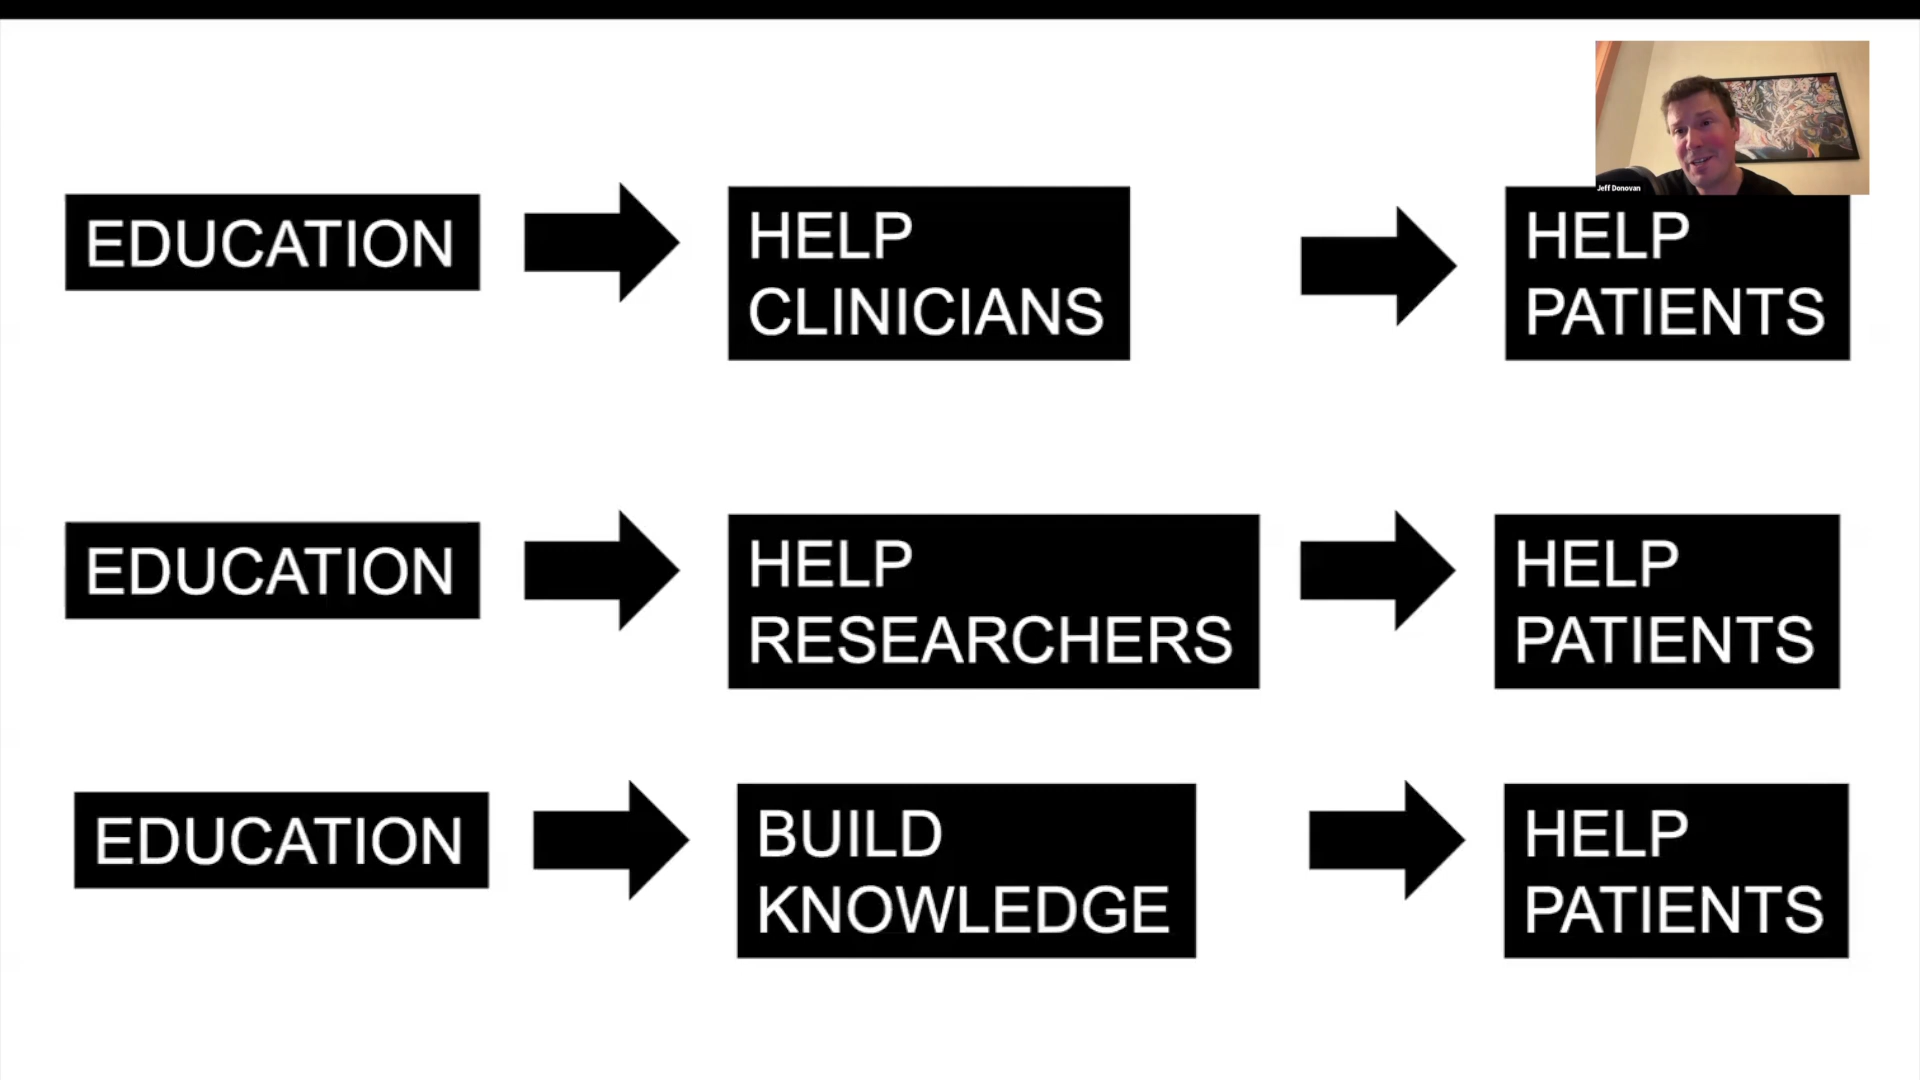 Jeff Donovan
EDUCATION
HELP
CLINICIANS
HELP
PATIENTS
EDUCATION
HELP
RESEARCHERS
HELP
PATIENTS
EDUCATION
BUILD
KNOWLEDGE
HELP
PATIENTS